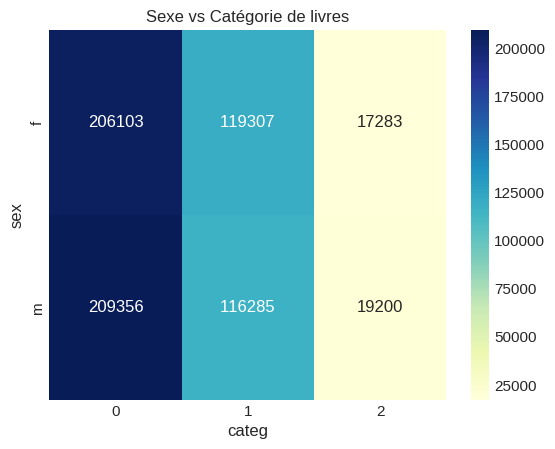 Sexe vs Catégorie de livres
200000
175000
150000
125000
100000
75000
50000
25000
sex
f
206103 119307 17283
m
209356 116285 19200
0 1 2
categ